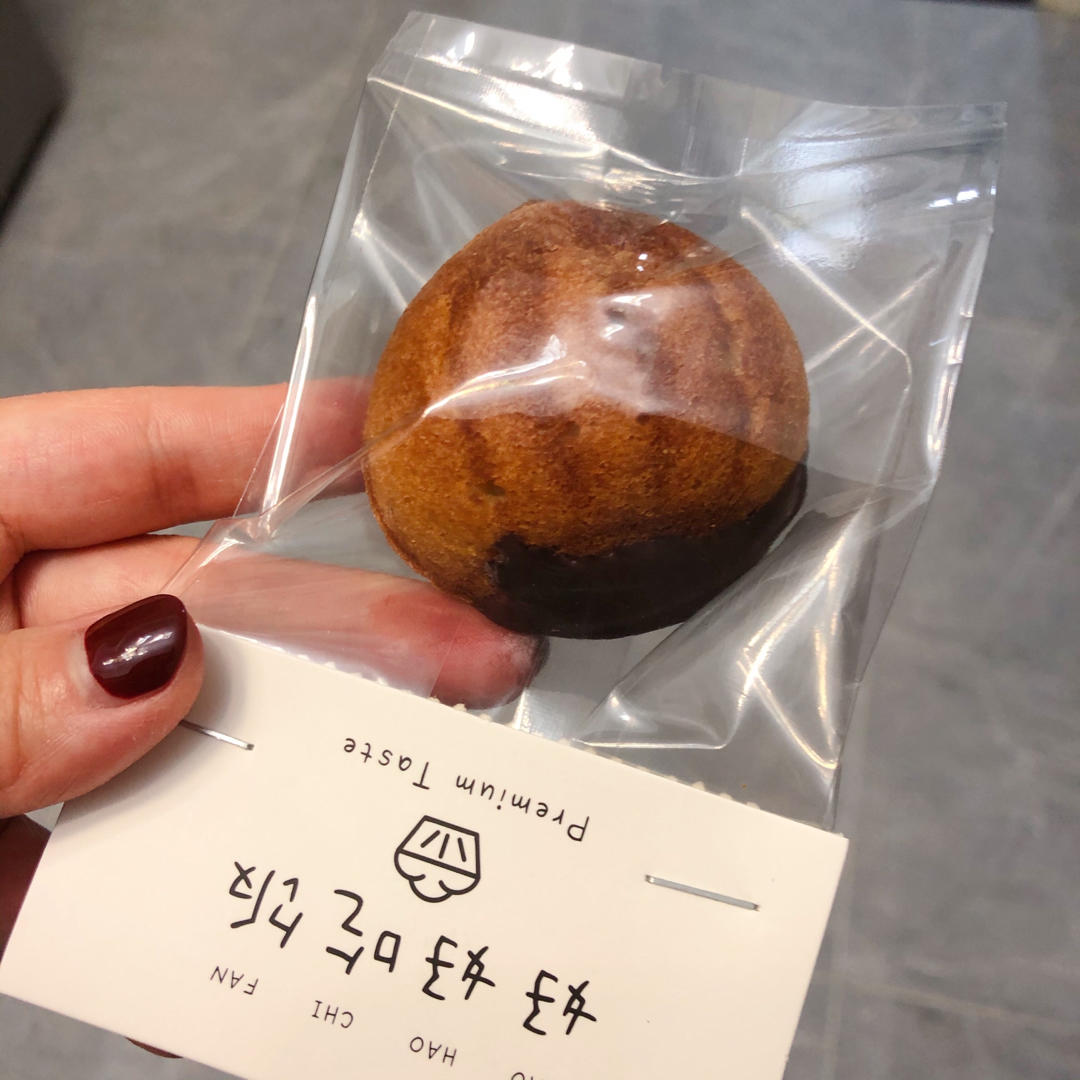 HAO CHI FAN
好好吃饭
Premium Taste